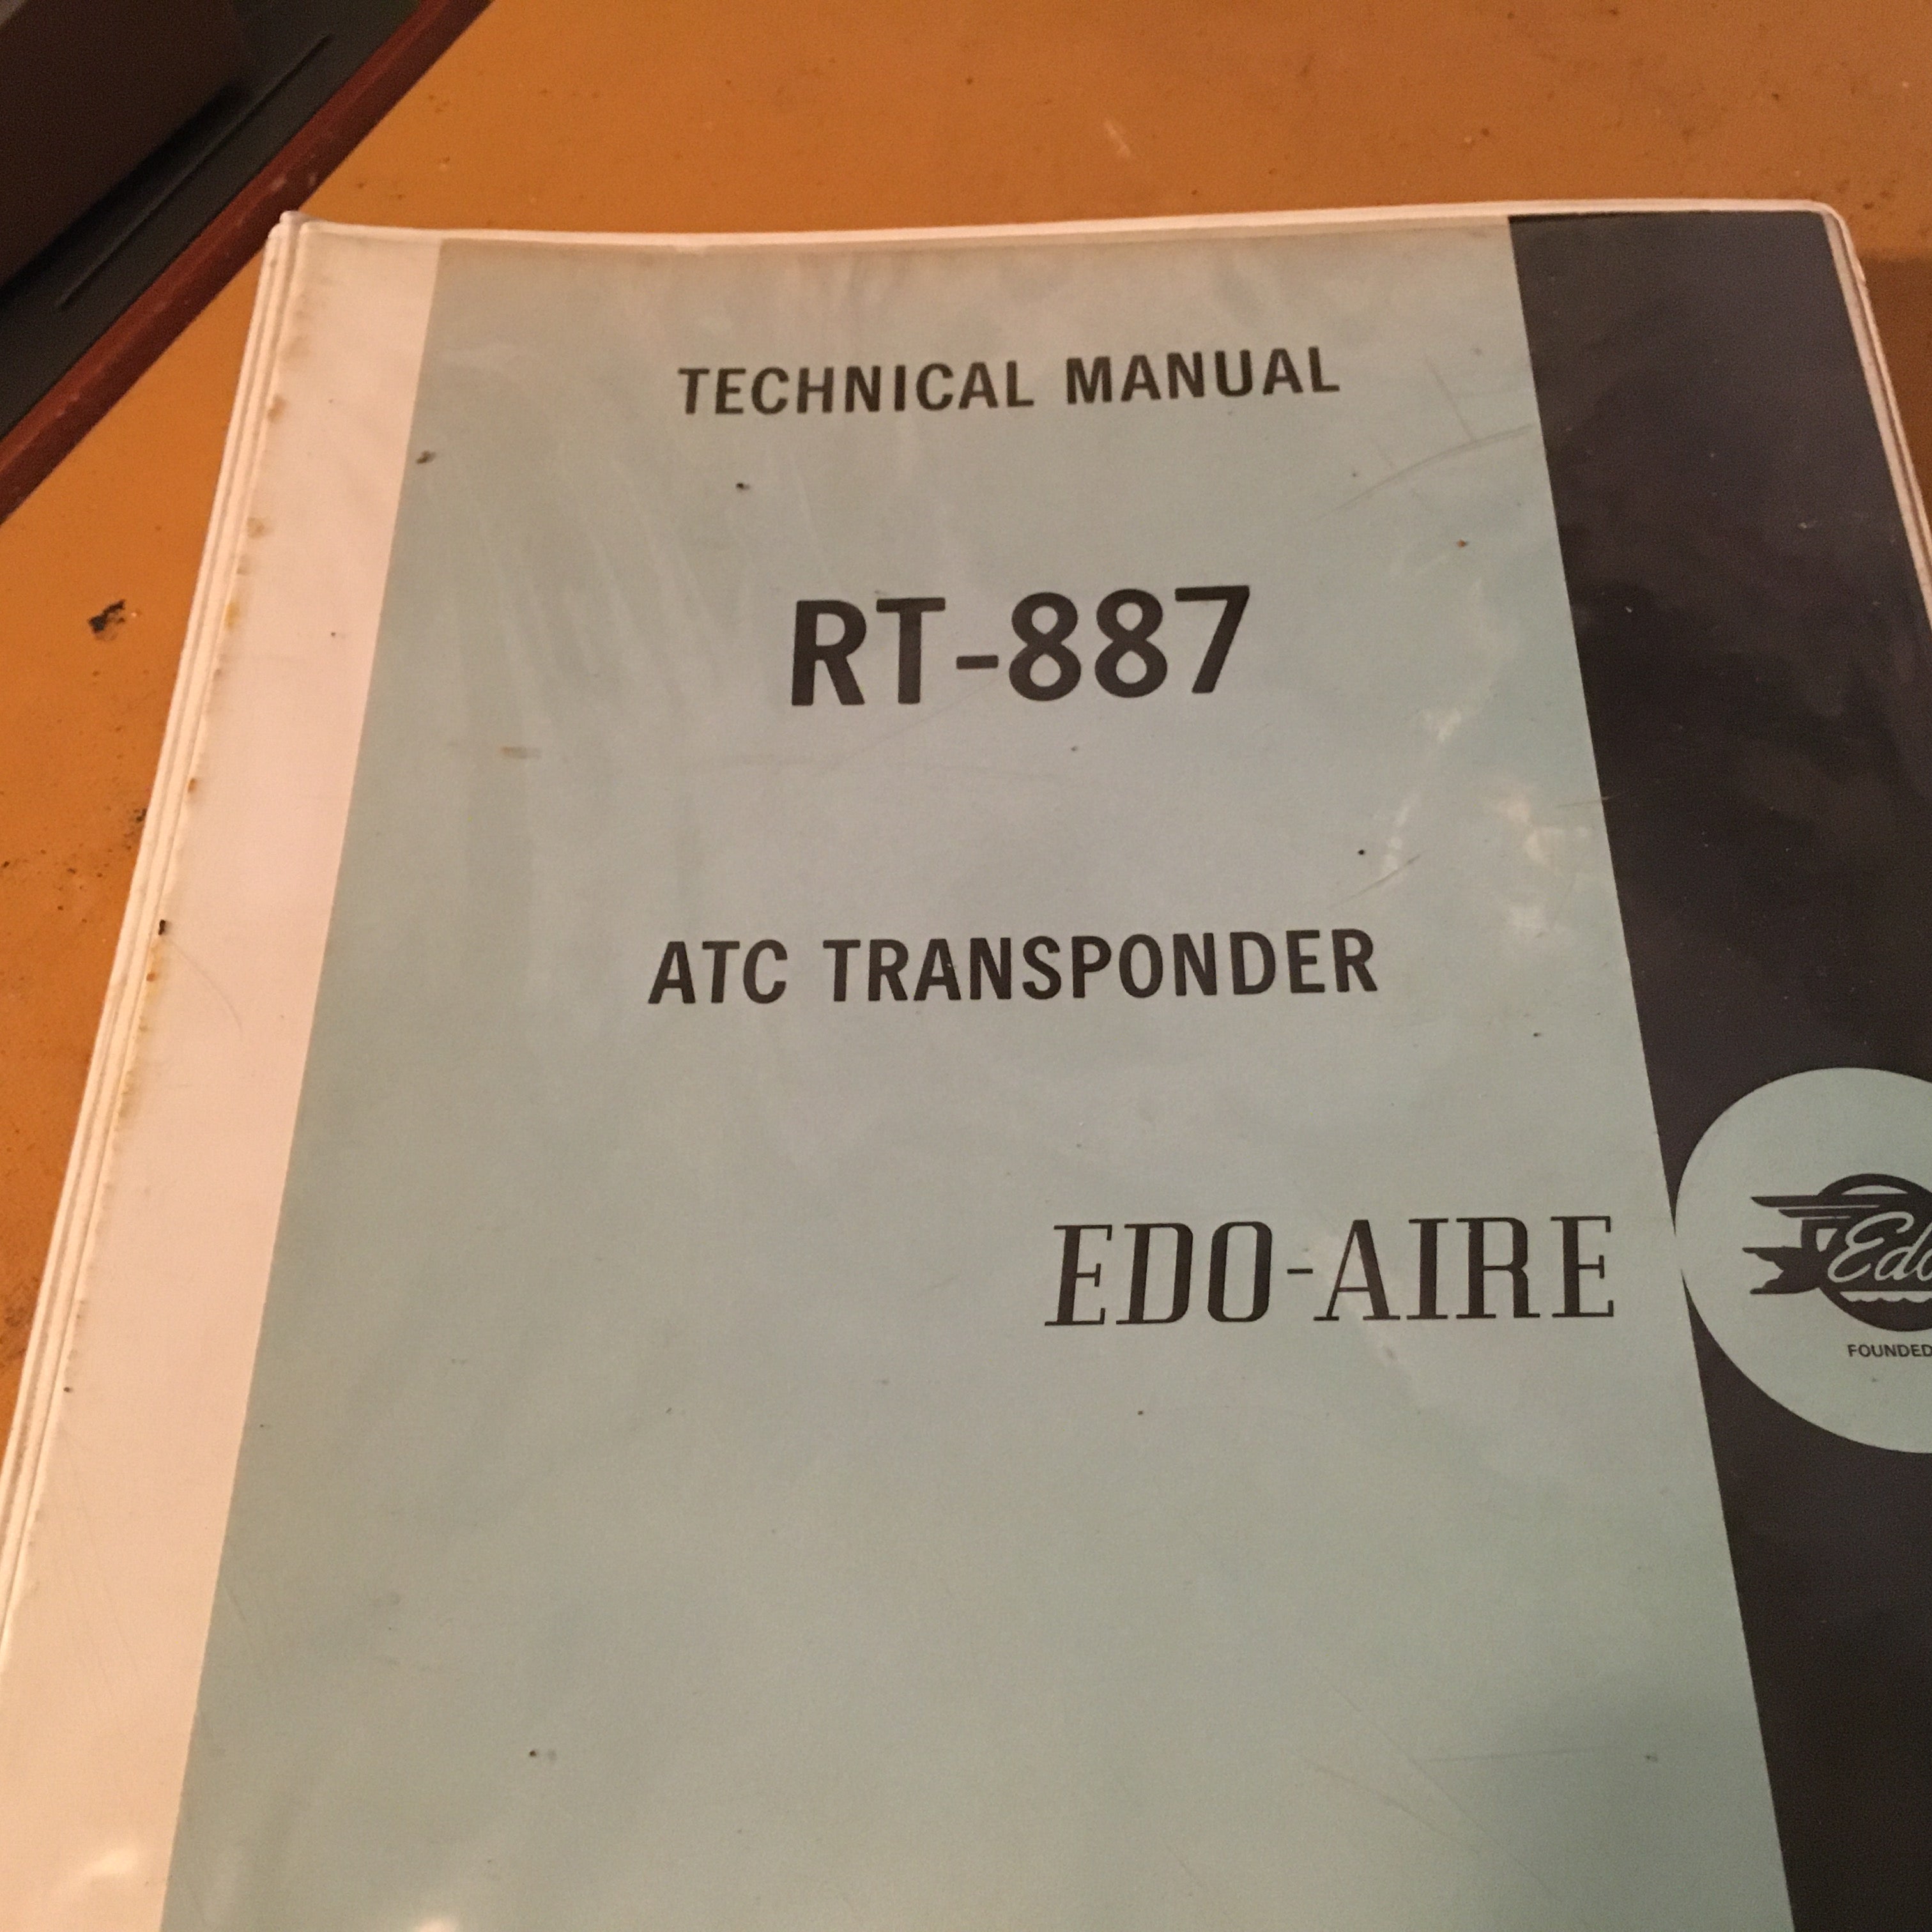 TECHNICAL MANUAL
RT-887
ATC TRANSPONDER
EDO-AIRE
Edo
FOUNDED